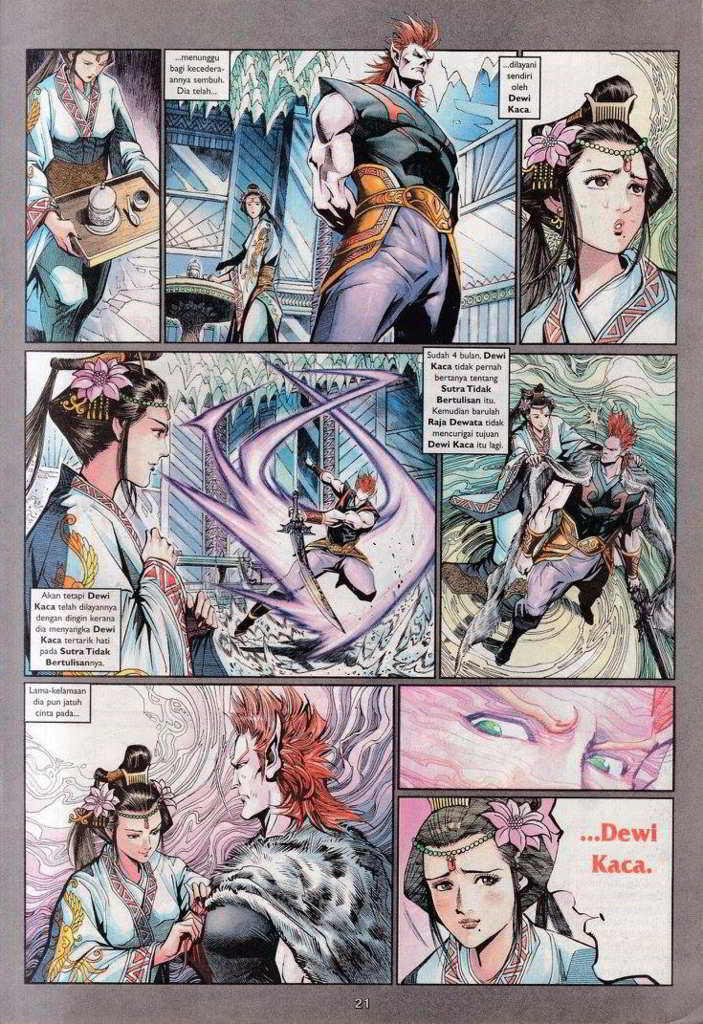 ...menunggu
bagi kecedera-
annya sembuh.
Dia telah...
...dilayani
sendiri
oleh
Dewi
Kaca.
Sudah 4 bulan, Dewi
Kaca tidak pernah
bertanya tentang
Sutra Tidak
Bertulisan itu.
Kemudian barulah
Raja Dewata tidak
mencurigai tujuan
Dewi Kaca itu lagi.
Akan tetapi Dewi
Kaca telah dilayannya
dengan dingin kerana
dia menyangka Dewi
Kaca tertarik hati
pada Sutra Tidak
Bertulisannya.
Lama-kelamaan
dia pun jatuh
cinta pada...
...Dewi
Kaca.
21